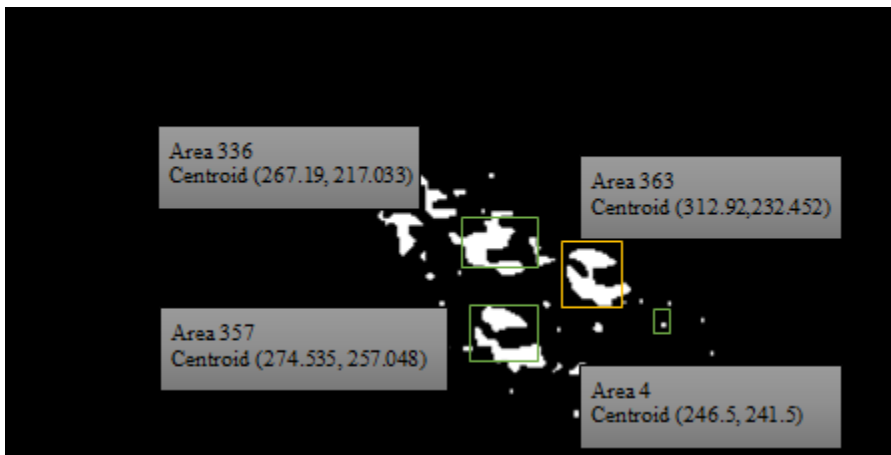 Area 336
Centroid (267.19, 217.033)
Area 363
Centroid (312.92,232.452)
Area 357
Centroid (274.535, 257.048)
Area 4
Centroid (246.5, 241.5)